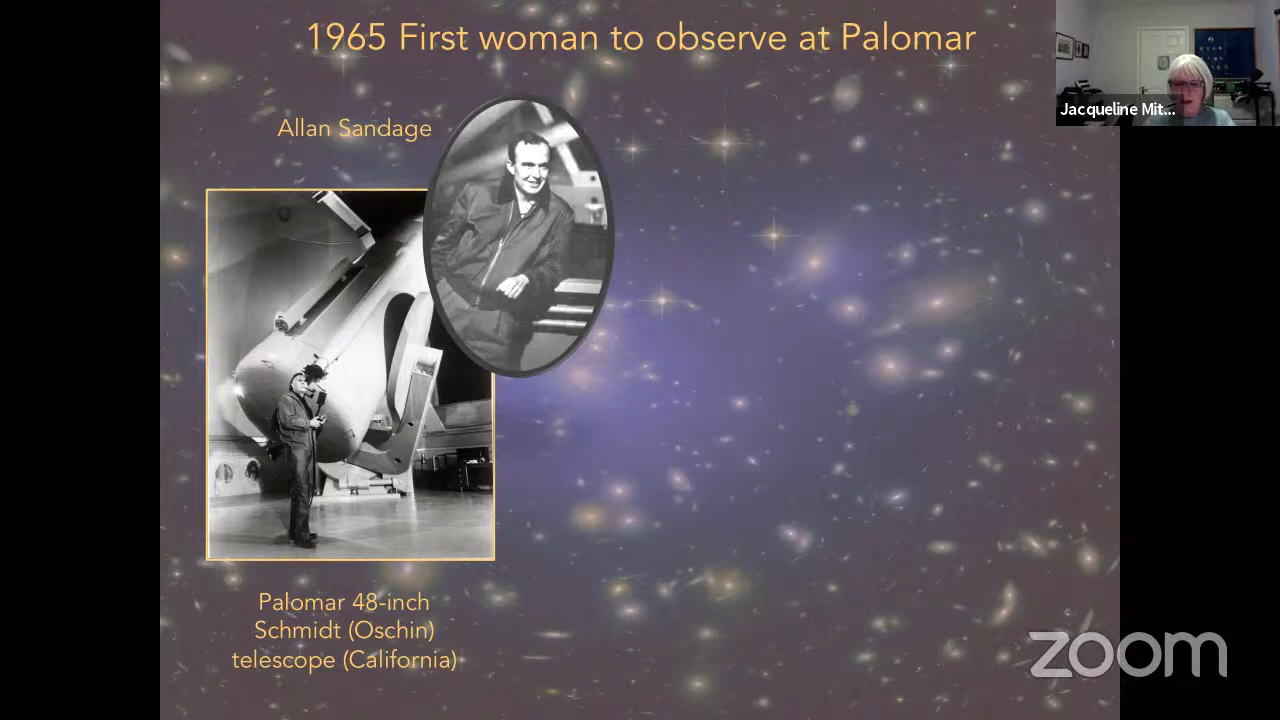 1965 First woman to observe at Palomar
Jacqueline Mit...
Allan Sandage
Palomar 48-inch
Schmidt (Oschin)
telescope (California)
zoom